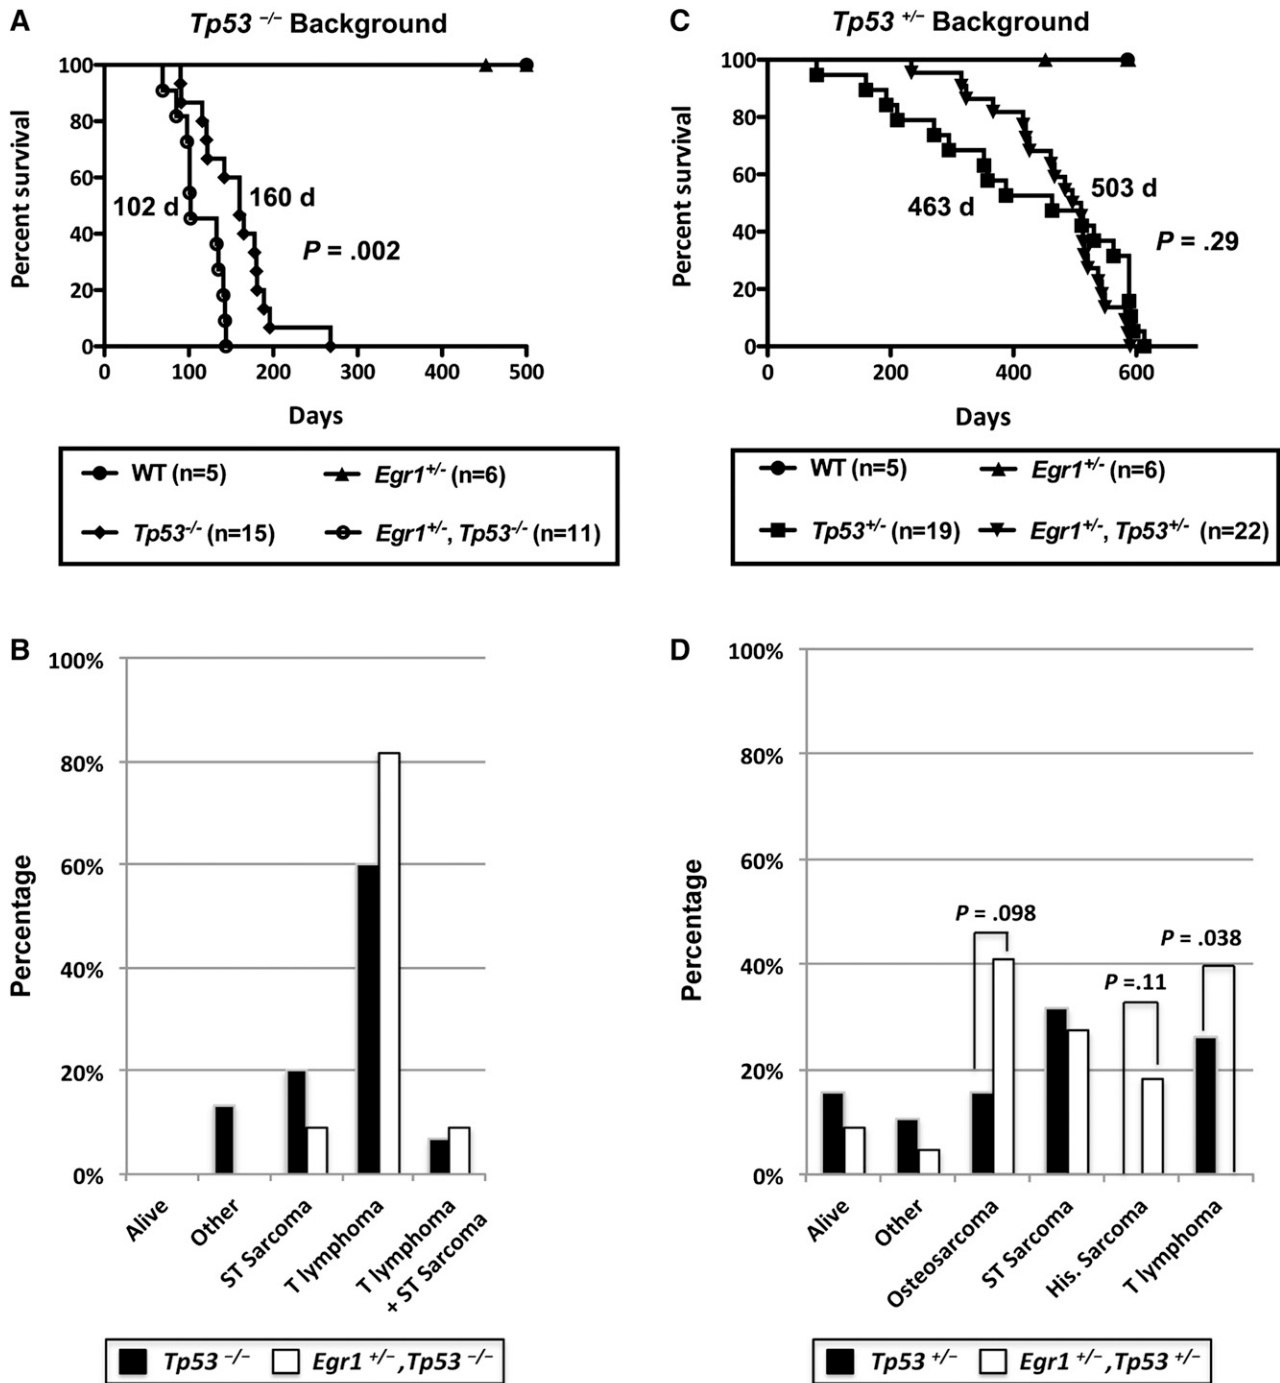 A
Tp53 −/− Background
Percent survival
100
80
60
40
20
0
102 d
160 d
P = .002
0 100 200 300 400 500
Days
WT (n=5)
Egr1+/- (n=6)
Tp53-/- (n=15)
Egr1+/-, Tp53-/- (n=11)
C
Tp53 +/− Background
Percent survival
100
80
60
40
20
0
463 d
503 d
P = .29
0 200 400 600
Days
WT (n=5)
Egr1+/- (n=6)
Tp53+/- (n=19)
Egr1+/-, Tp53+/- (n=22)
B
Percentage
100%
80%
60%
40%
20%
0%
Alive
Other
ST Sarcoma
T lymphoma
T lymphoma
+ ST Sarcoma
Tp53 −/−
Egr1 +/−,Tp53 −/−
D
Percentage
100%
80%
60%
40%
20%
0%
P = .098
P =.11
P = .038
Alive
Other
Osteosarcoma
ST Sarcoma
His. Sarcoma
T lymphoma
Tp53 +/−
Egr1 +/−,Tp53 +/−